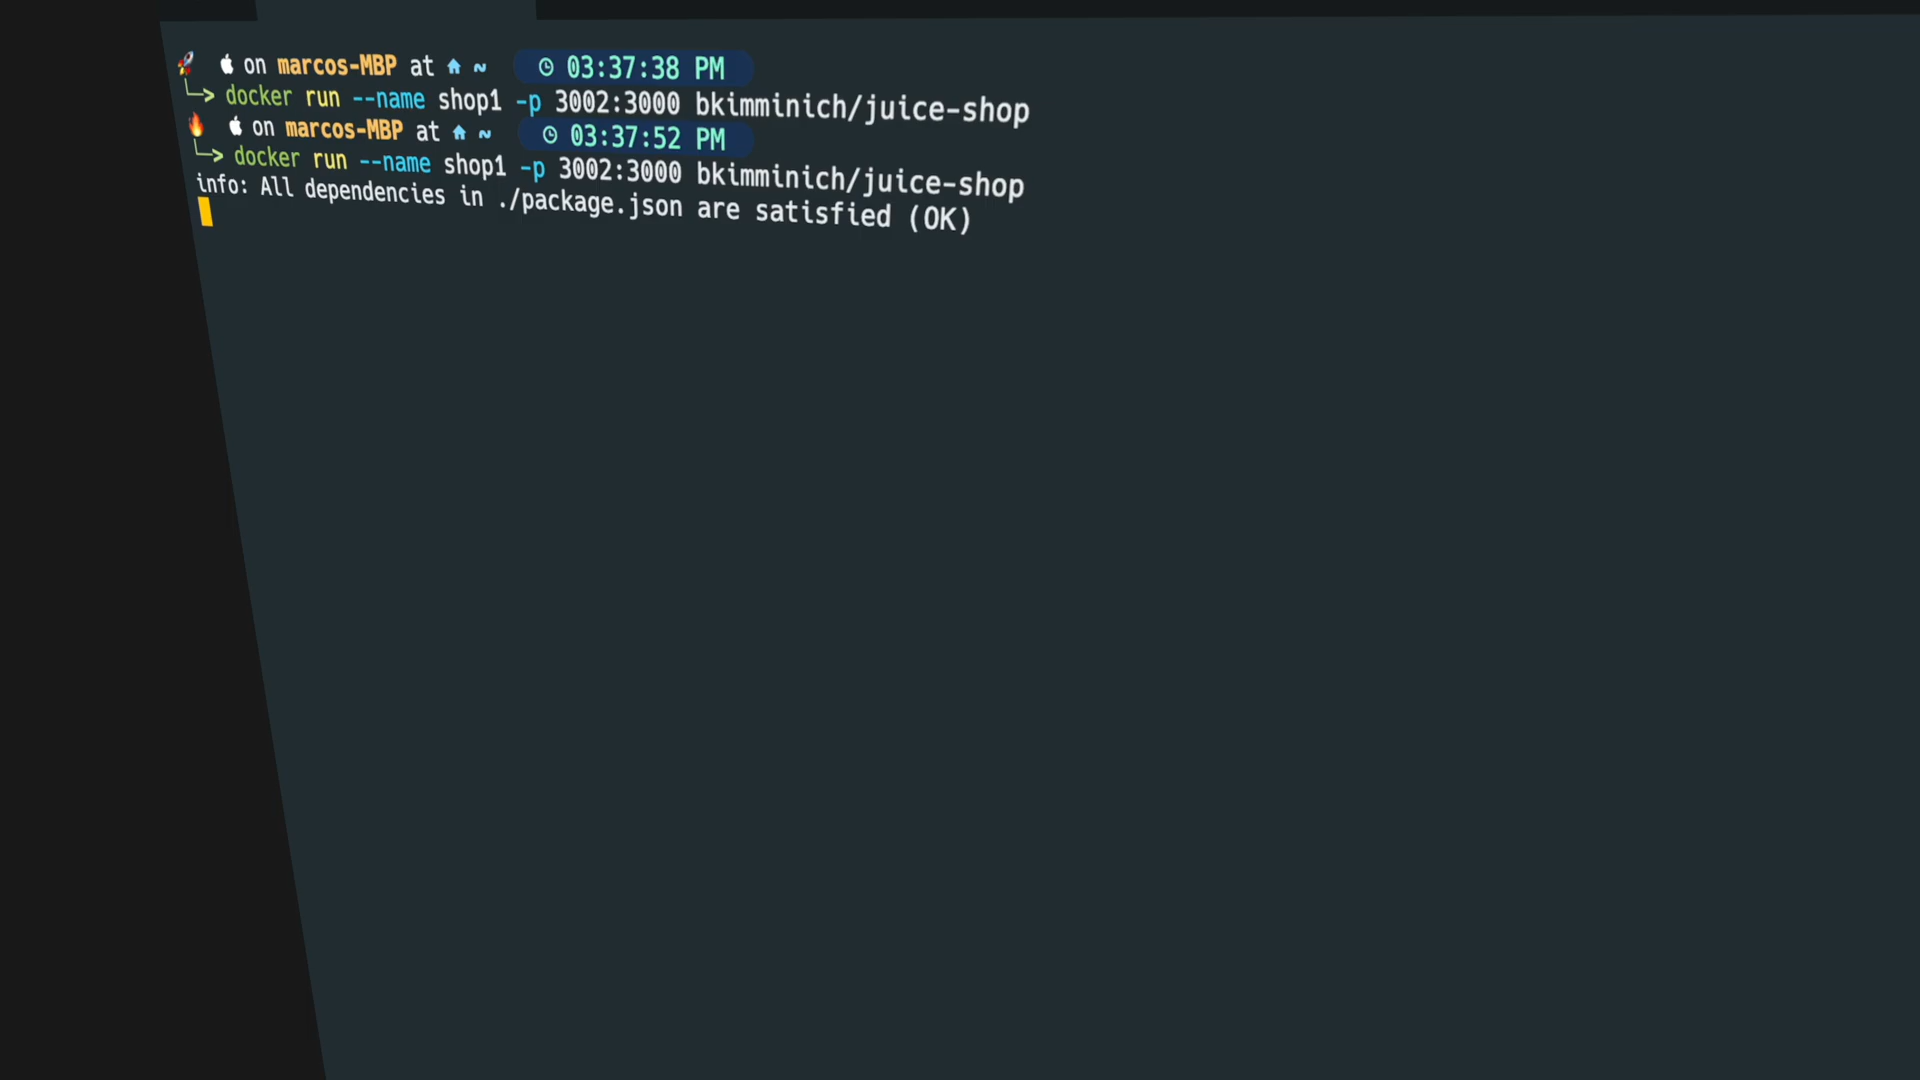 on marcos-MBP at ~ 03:37:38 PM
└─> docker run --name shop1 -p 3002:3000 bkimminich/juice-shop
on marcos-MBP at ~ 03:37:52 PM
└─> docker run --name shop1 -p 3002:3000 bkimminich/juice-shop
info: All dependencies in ./package.json are satisfied (OK)